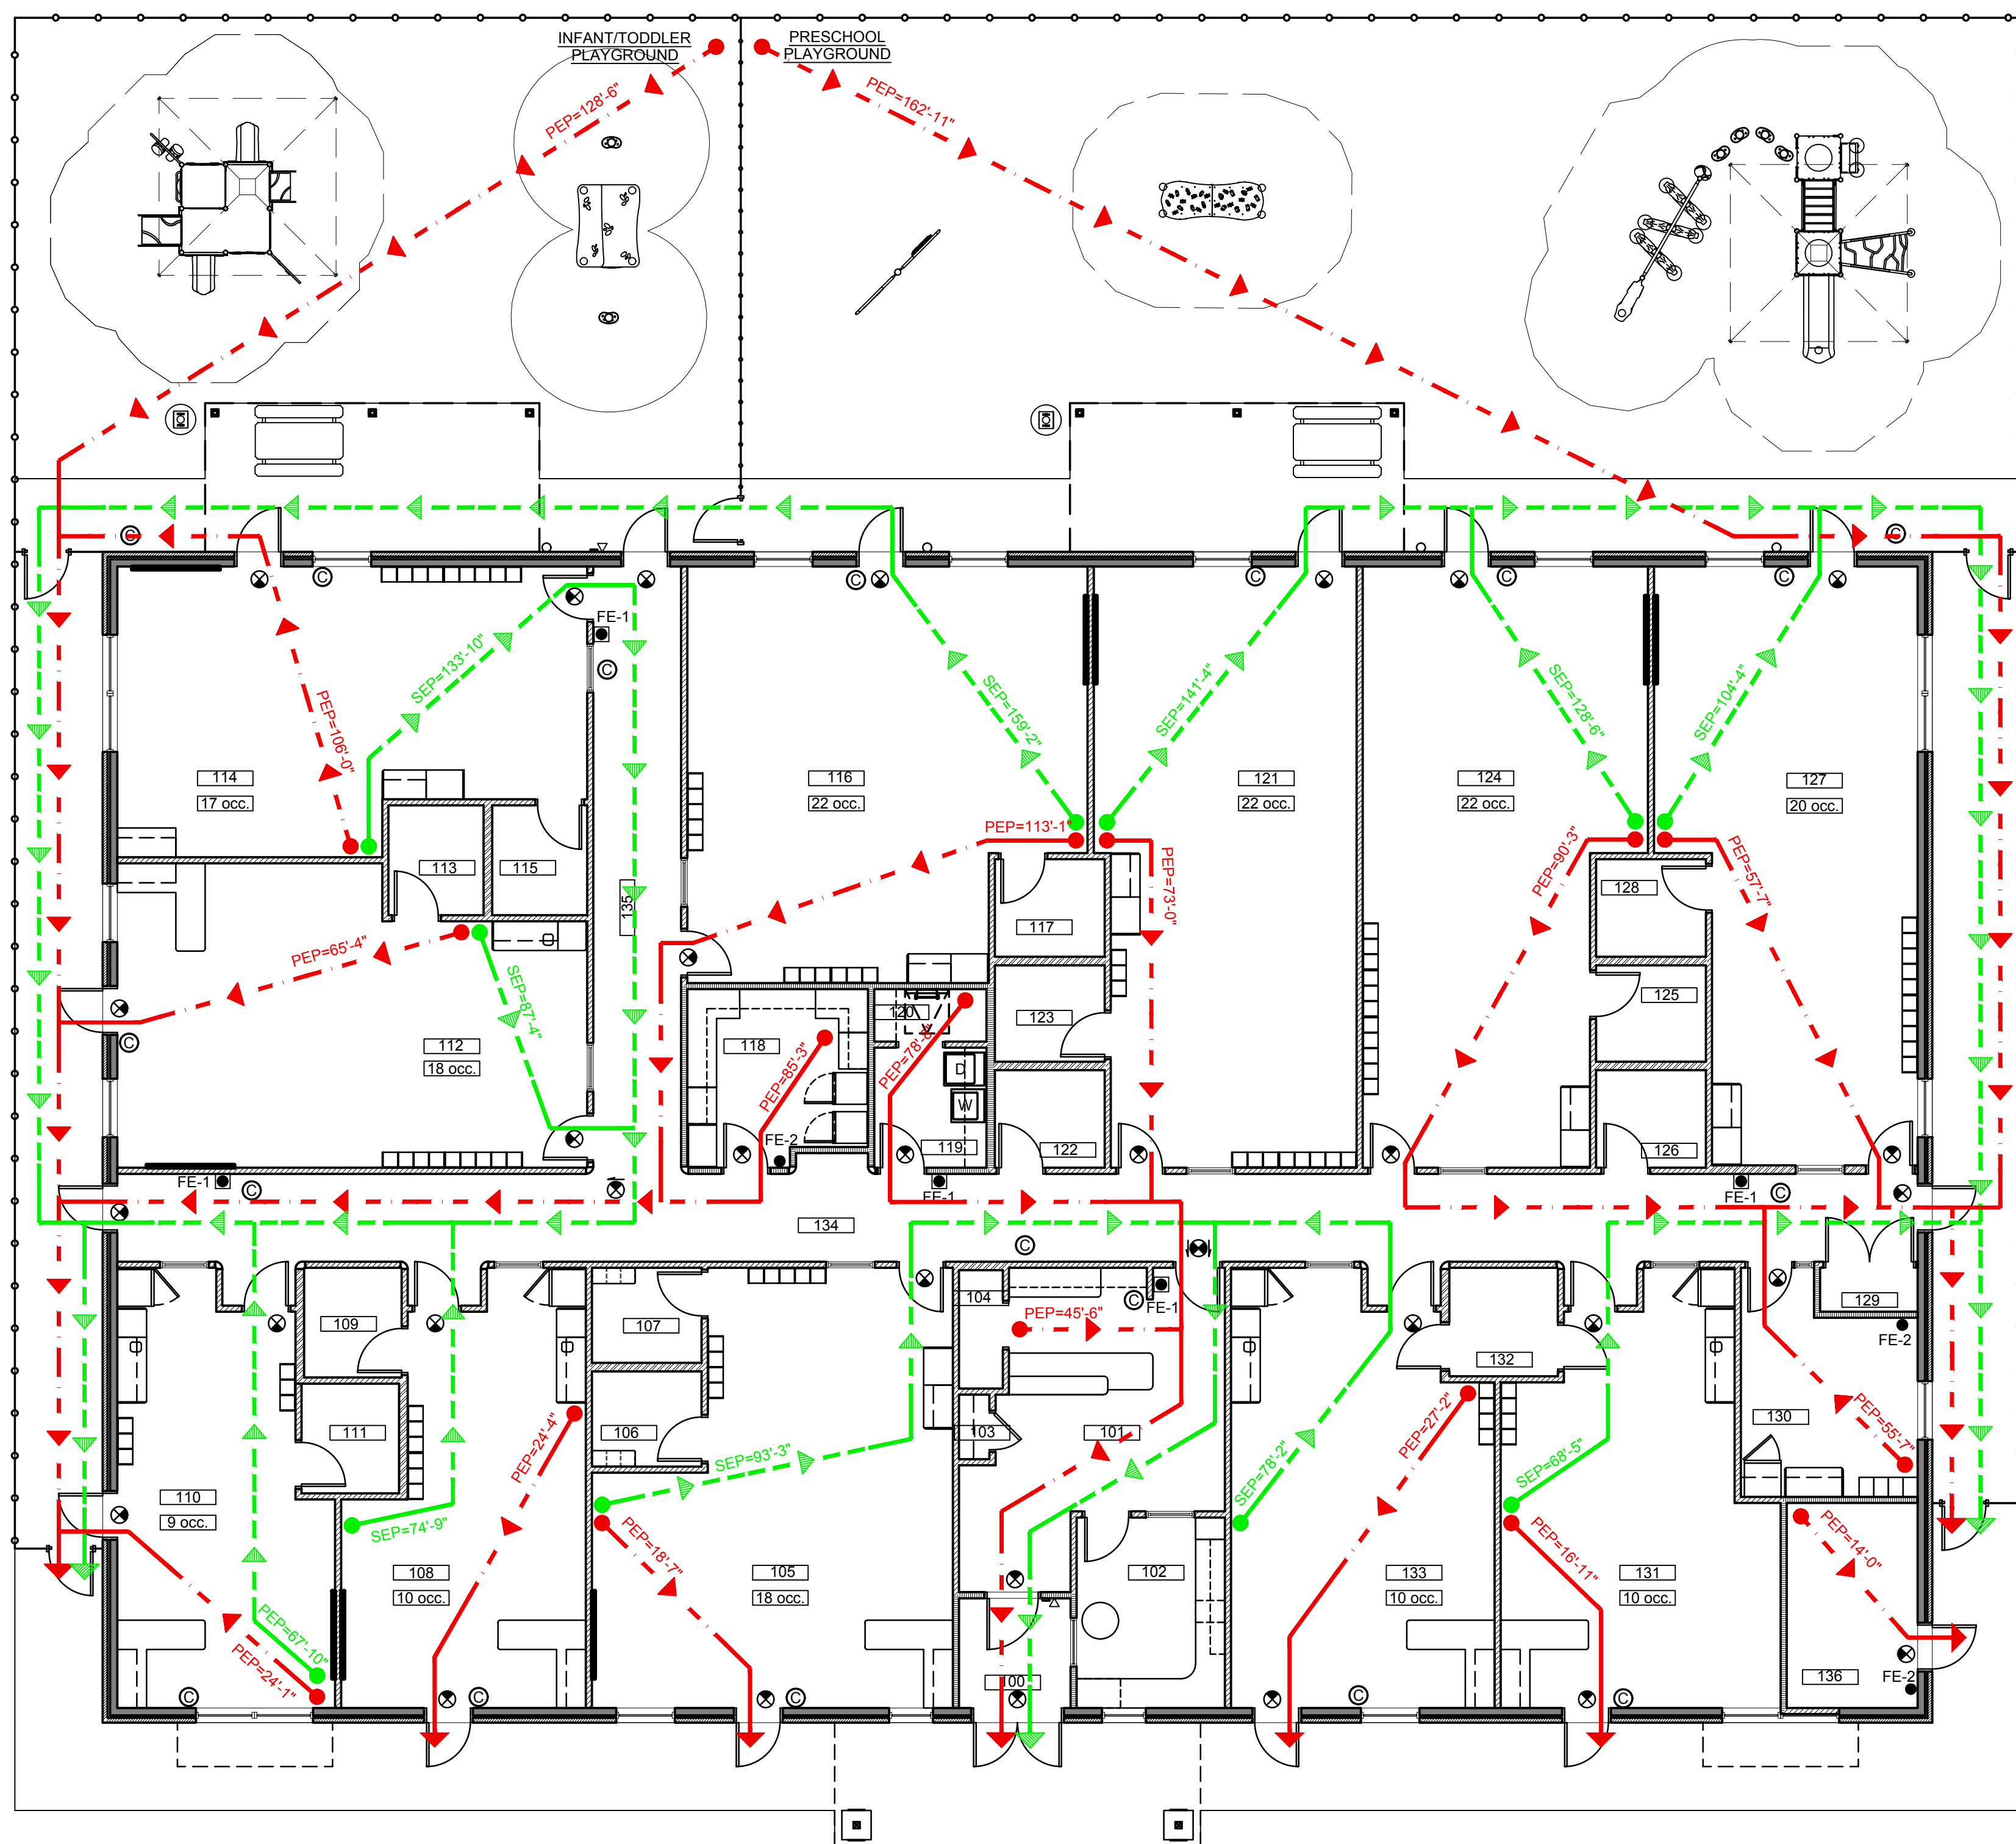 INFANT/TODDLER
PLAYGROUND
PRESCHOOL
PLAYGROUND
PEP=128'-6"
PEP=162'-11"
C
C
C
C
C
C
C
FE-1
C
SEP=133'-10"
PEP=106'-0"
SEP=159'-2"
SEP=141'-4"
SEP=128'-6"
SEP=104'-4"
114
17 occ.
116
22 occ.
121
22 occ.
124
22 occ.
127
20 occ.
PEP=113'-1"
PEP=73'-0"
PEP=90'-3"
PEP=57'-7"
113
115
135
117
128
PEP=65'-4"
SEP=87'-4"
125
120
123
C
112
18 occ.
118
PEP=85'-3"
D
W
FE-2
119
122
126
FE-1
C
FE-1
FE-1
C
134
C
104
C
FE-1
129
109
107
PEP=45'-6"
FE-2
132
111
106
103
101
130
PEP=24'-4"
SEP=93'-3"
SEP=78'-2"
PEP=27'-2"
SEP=68'-5"
PEP=55'-7"
110
9 occ.
SEP=74'-9"
PEP=18'-7"
PEP=16'-11"
PEP=14'-0"
108
10 occ.
105
18 occ.
102
133
10 occ.
131
10 occ.
PEP=67'-10"
PEP=24'-1"
100
136
FE-2
C
C
C
C
C